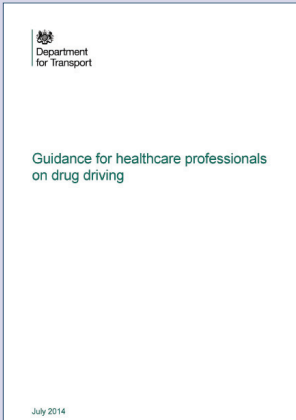 Department
for Transport
Guidance for healthcare professionals
on drug driving
July 2014